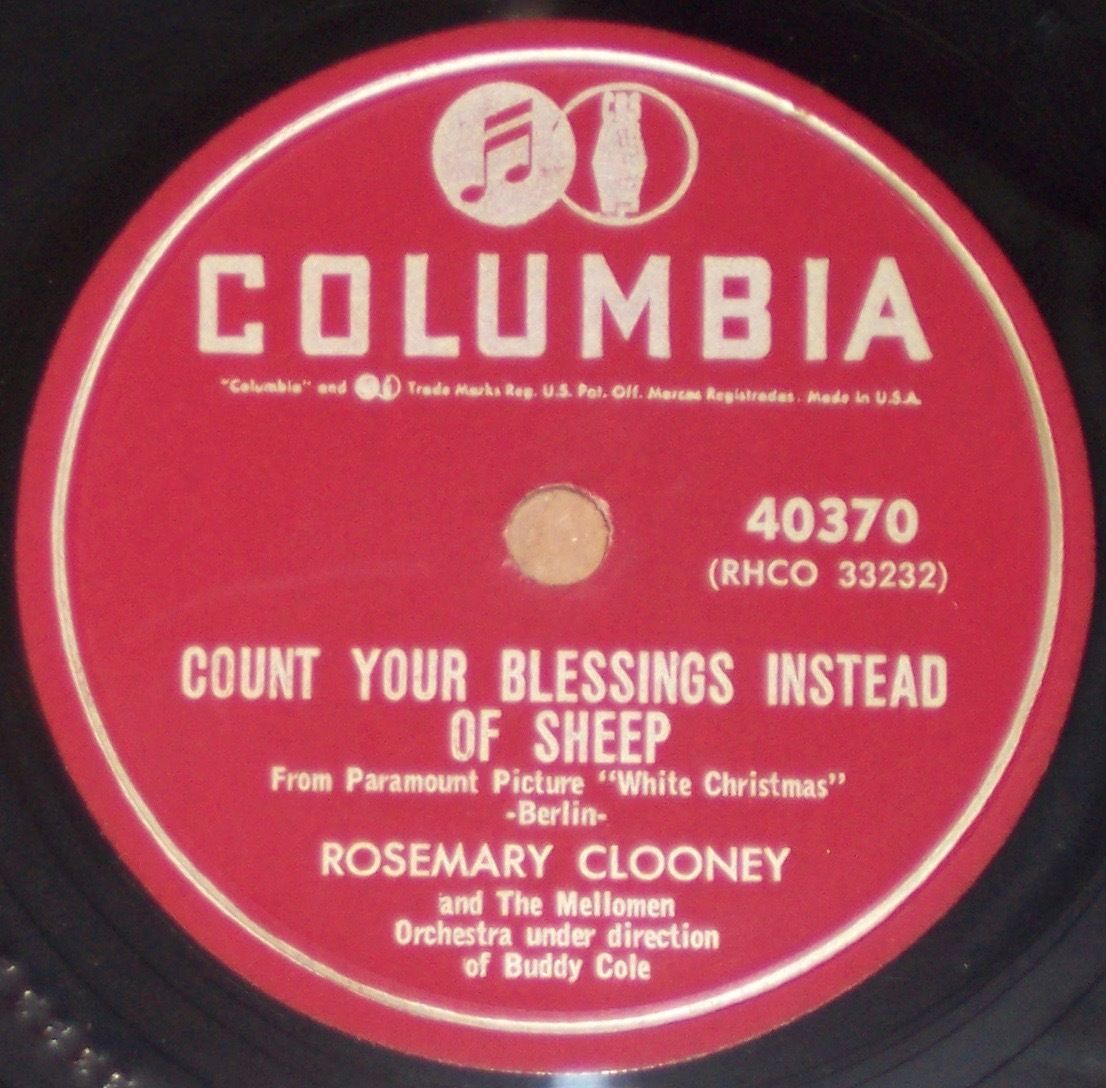 COLUMBIA
"Columbia" and Trade Marks Reg. U.S. Pat. Off. Marcas Registradas. Made in U.S.A.
40370
(RHCO 33232)
COUNT YOUR BLESSINGS INSTEAD
OF SHEEP
From Paramount Picture "White Christmas"
-Berlin-
ROSEMARY CLOONEY
and The Mellomen
Orchestra under direction
of Buddy Cole